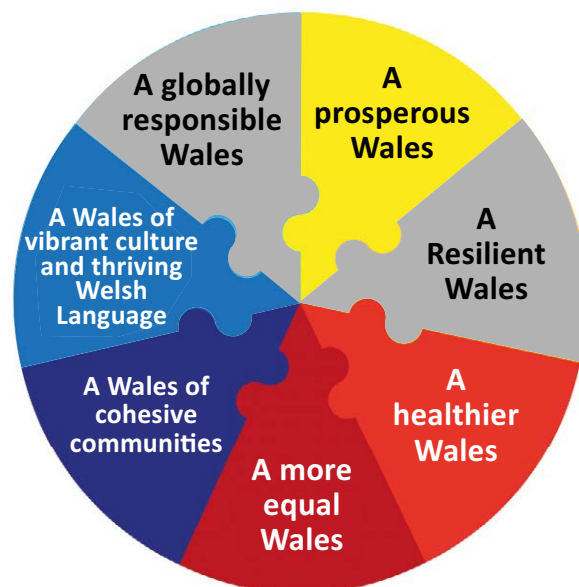 A globally
responsible
Wales
A
prosperous
Wales
A
Resilient
Wales
A
healthier
Wales
A more
equal
Wales
A Wales of
cohesive
communities
A Wales of
vibrant culture
and thriving
Welsh
Language